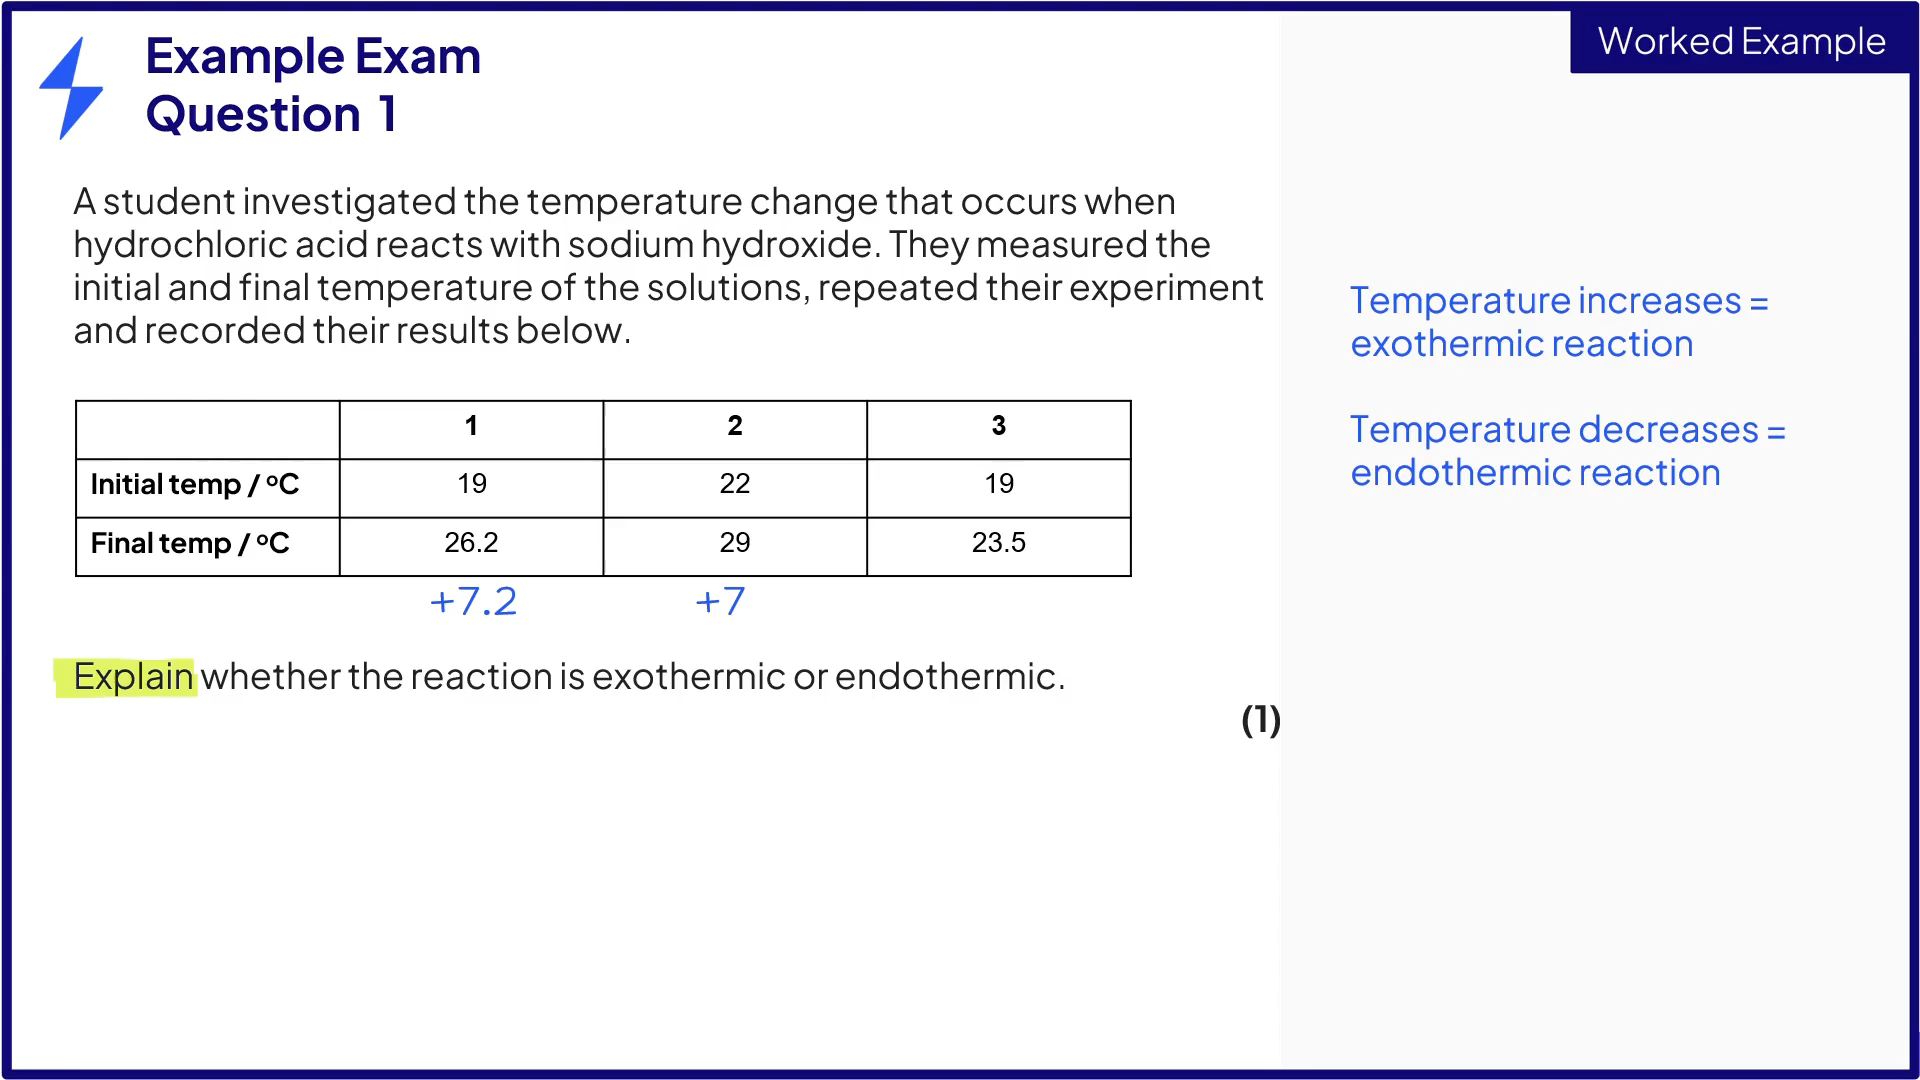 Worked Example
Example Exam
Question 1
A student investigated the temperature change that occurs when
hydrochloric acid reacts with sodium hydroxide. They measured the
initial and final temperature of the solutions, repeated their experiment
and recorded their results below.
1 2 3
Initial temp / ºC 19 22 19
Final temp / ºC 26.2 29 23.5
+7.2 +7
Explain whether the reaction is exothermic or endothermic.
(1)
Temperature increases =
exothermic reaction
Temperature decreases =
endothermic reaction